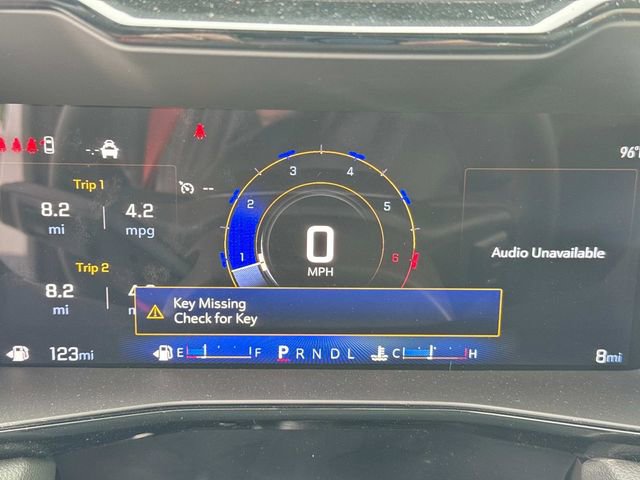 96°
Trip 1
8.2
4.2
mi
mpg
--
2
3
4
5
1
6
0
MPH
Audio Unavailable
Trip 2
8.2
mi
Key Missing
Check for Key
123mi
E F
P R N D L
C H
8mi